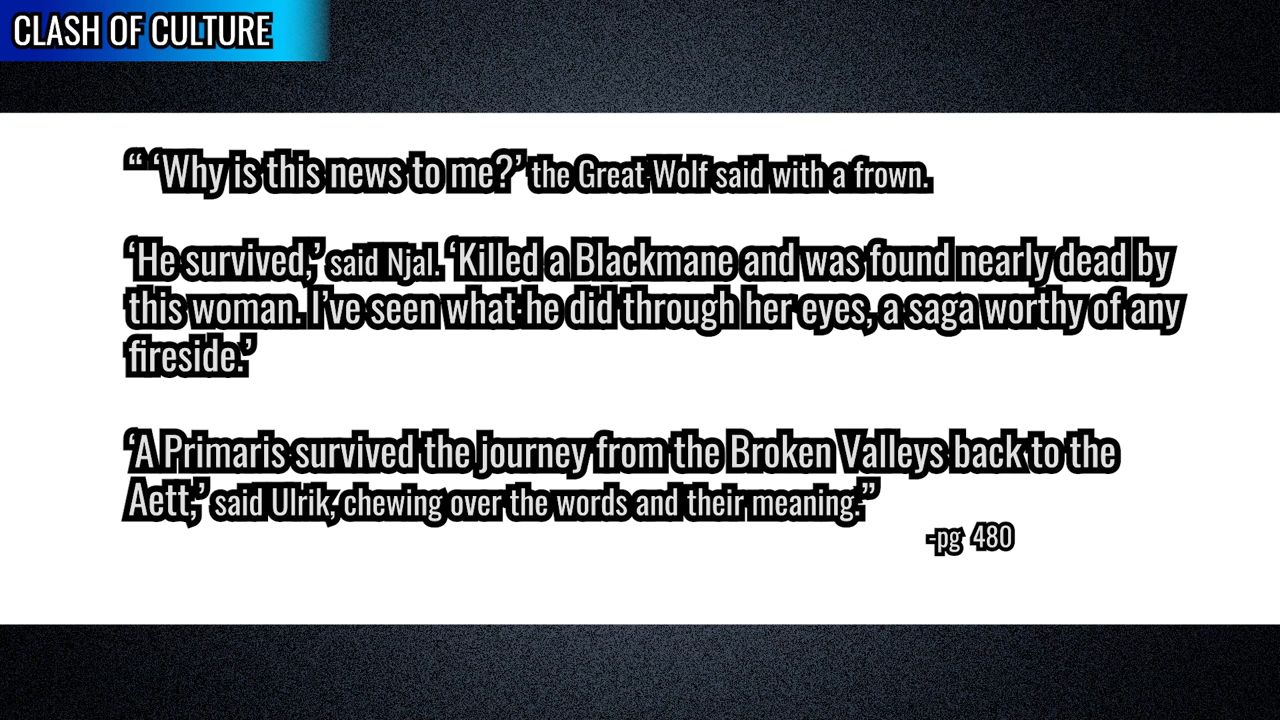 CLASH OF CULTURE
“ ‘Why is this news to me?’ the Great Wolf said with a frown.
‘He survived,’ said Njal. ‘Killed a Blackmane and was found nearly dead by
this woman. I’ve seen what he did through her eyes, a saga worthy of any
fireside.’
‘A Primaris survived the journey from the Broken Valleys back to the
Aett,’ said Ulrik, chewing over the words and their meaning.”
-pg 480